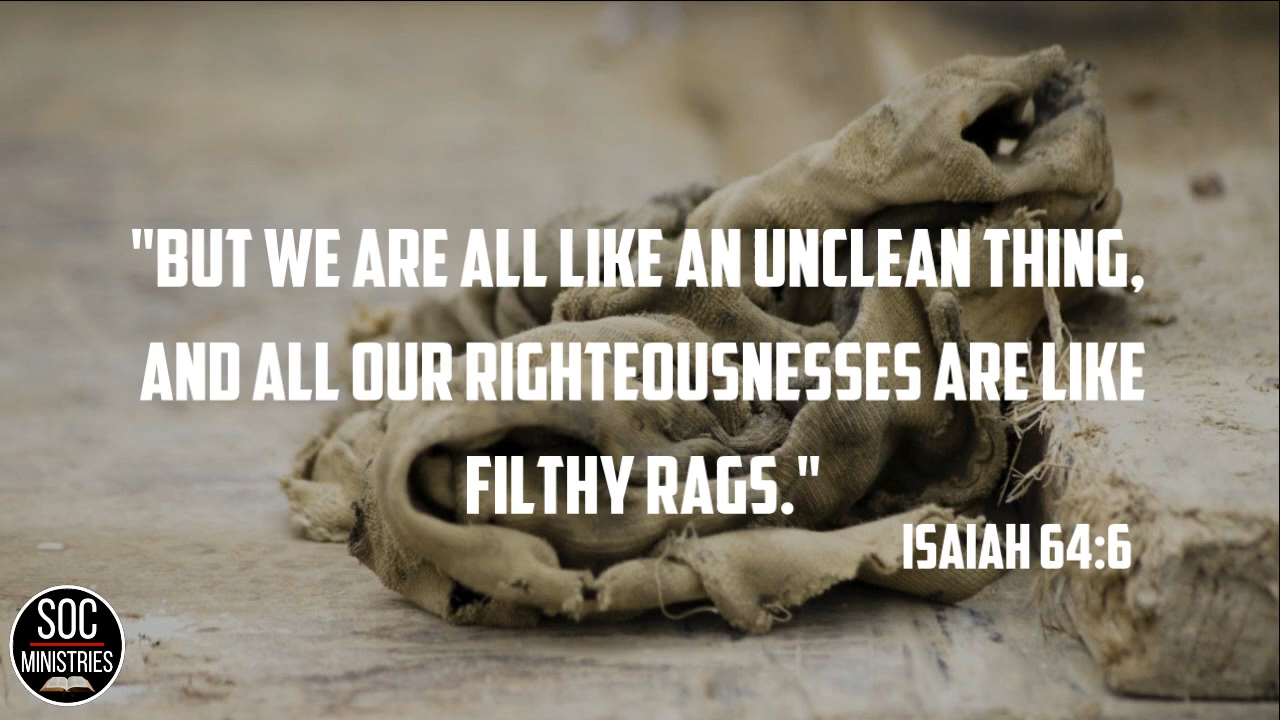 "BUT WE ARE ALL LIKE AN UNCLEAN THING,
AND ALL OUR RIGHTEOUSNESSES ARE LIKE
FILTHY RAGS."
ISAIAH 64:6
SOC
MINISTRIES